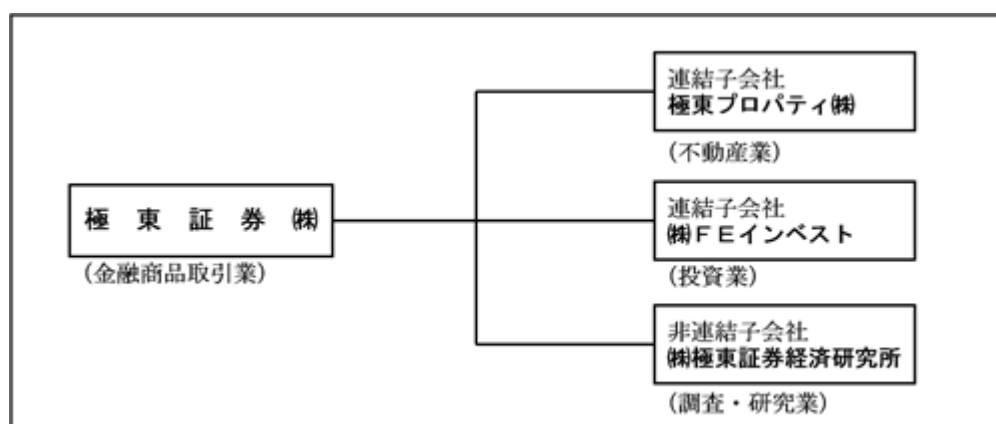 連結子会社
極東プロパティ㈱
(不動産業)
極東証券㈱
(金融商品取引業)
連結子会社
㈱FEインベスト
(投資業)
非連結子会社
㈱極東証券経済研究所
(調査・研究業)